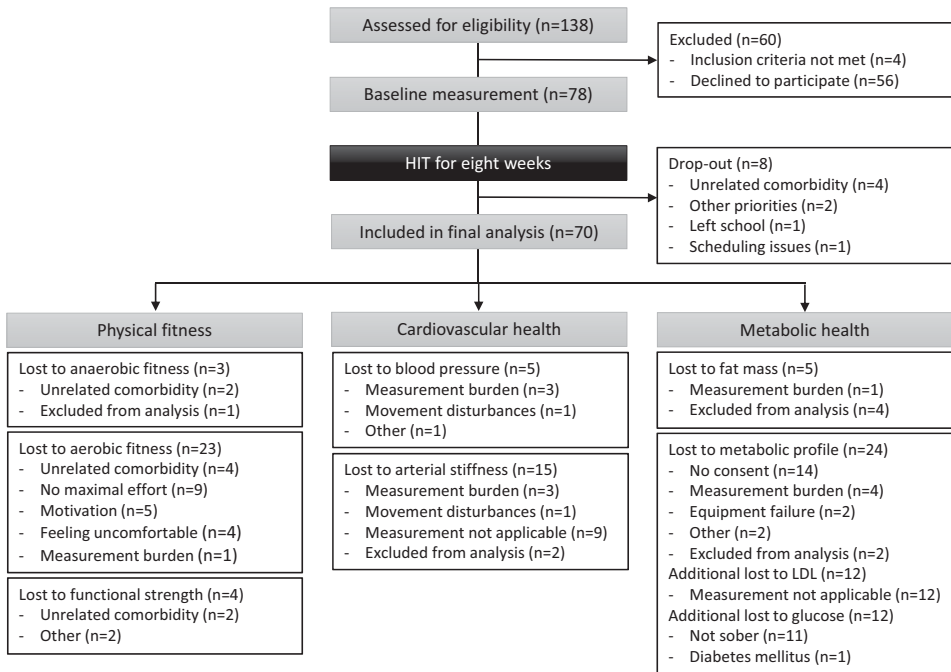 Assessed for eligibility (n=138)
Excluded (n=60)
- Inclusion criteria not met (n=4)
- Declined to participate (n=56)
Baseline measurement (n=78)
HIT for eight weeks
Drop-out (n=8)
- Unrelated comorbidity (n=4)
- Other priorities (n=2)
- Left school (n=1)
- Scheduling issues (n=1)
Included in final analysis (n=70)
Physical fitness
Lost to anaerobic fitness (n=3)
- Unrelated comorbidity (n=2)
- Excluded from analysis (n=1)
Lost to aerobic fitness (n=23)
- Unrelated comorbidity (n=4)
- No maximal effort (n=9)
- Motivation (n=5)
- Feeling uncomfortable (n=4)
- Measurement burden (n=1)
Lost to functional strength (n=4)
- Unrelated comorbidity (n=2)
- Other (n=2)
Cardiovascular health
Lost to blood pressure (n=5)
- Measurement burden (n=3)
- Movement disturbances (n=1)
- Other (n=1)
Lost to arterial stiffness (n=15)
- Measurement burden (n=3)
- Movement disturbances (n=1)
- Measurement not applicable (n=9)
- Excluded from analysis (n=2)
Metabolic health
Lost to fat mass (n=5)
- Measurement burden (n=1)
- Excluded from analysis (n=4)
Lost to metabolic profile (n=24)
- No consent (n=14)
- Measurement burden (n=4)
- Equipment failure (n=2)
- Other (n=2)
- Excluded from analysis (n=2)
Additional lost to LDL (n=12)
- Measurement not applicable (n=12)
Additional lost to glucose (n=12)
- Not sober (n=11)
- Diabetes mellitus (n=1)